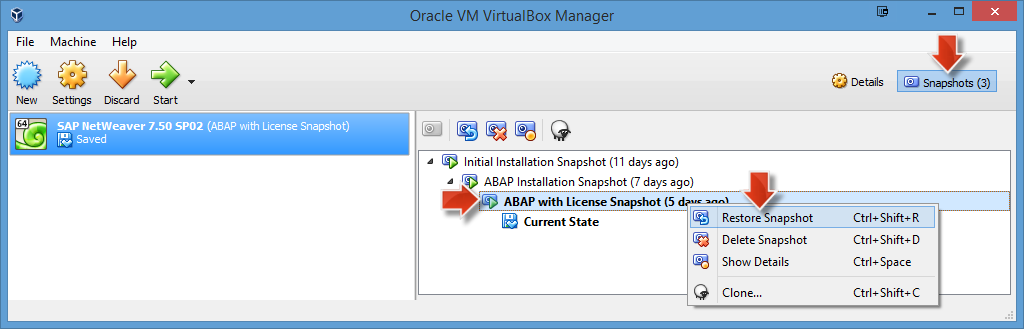 Oracle VM VirtualBox Manager
File Machine Help
New Settings Discard Start
Details Snapshots (3)
64 SAP NetWeaver 7.50 SP02 (ABAP with License Snapshot)
Saved
Initial Installation Snapshot (11 days ago)
ABAP Installation Snapshot (7 days ago)
ABAP with License Snapshot (5 days ago)
Current State
Restore Snapshot Ctrl+Shift+R
Delete Snapshot Ctrl+Shift+D
Show Details Ctrl+Space
Clone... Ctrl+Shift+C